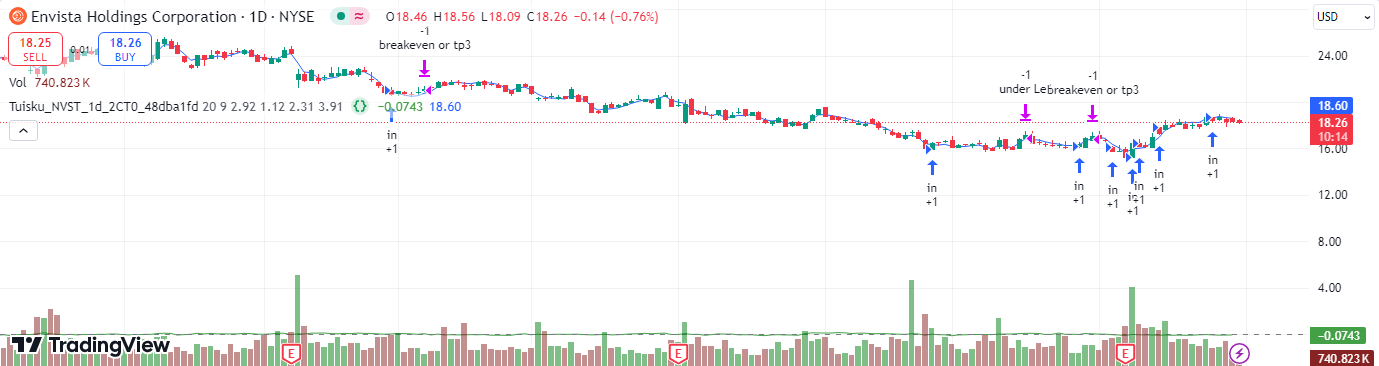 Envista Holdings Corporation · 1D · NYSE
O18.46 H18.56 L18.09 C18.26 −0.14 (−0.76%)
USD
18.25
SELL
0.01
18.26
BUY
Vol 740.823 K
Tuisku_NVST_1d_2CT0_48dba1fd 20 9 2.92 1.12 2.31 3.91 −0.0743 18.60
-1
breakeven or tp3
in
+1
in
+1
-1
under Le
-1
breakeven or tp3
in
+1
in
+1
in
+1
in
+1
in
+1
in
+1
24.00
18.60
18.26
10:14
16.00
12.00
8.00
4.00
−0.0743
740.823 K
E
E
E
TradingView